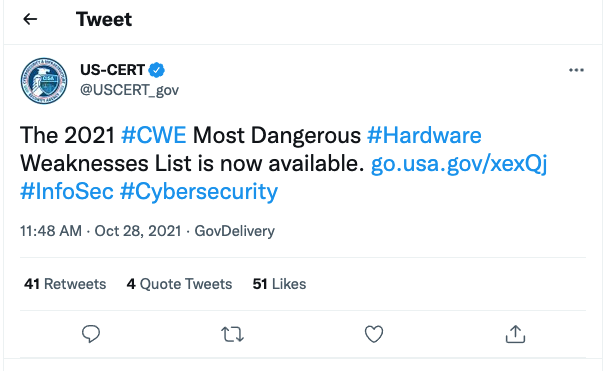 Tweet
US-CERT
@USCERT_gov
The 2021 #CWE Most Dangerous #Hardware
Weaknesses List is now available. go.usa.gov/xexQj
#InfoSec #Cybersecurity
11:48 AM · Oct 28, 2021 · GovDelivery
41 Retweets 4 Quote Tweets 51 Likes